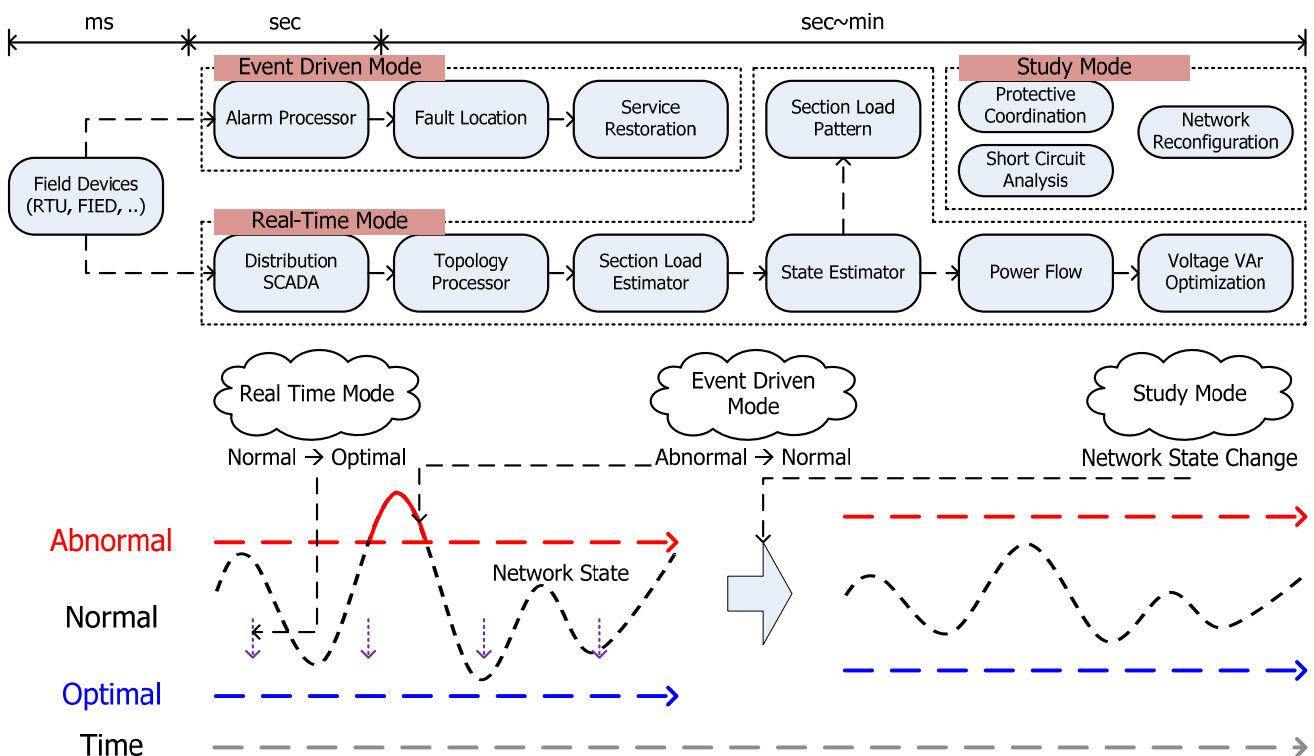 ms
sec
sec~min
Event Driven Mode
Study Mode
Alarm Processor
Fault Location
Service
Restoration
Section Load
Pattern
Protective
Coordination
Network
Reconfiguration
Short Circuit
Analysis
Field Devices
(RTU, FIED, ..)
Real-Time Mode
Distribution
SCADA
Topology
Processor
Section Load
Estimator
State Estimator
Power Flow
Voltage VAr
Optimization
Real Time Mode
Event Driven
Mode
Study Mode
Normal → Optimal
Abnormal → Normal
Network State Change
Abnormal
Network State
Normal
Optimal
Time